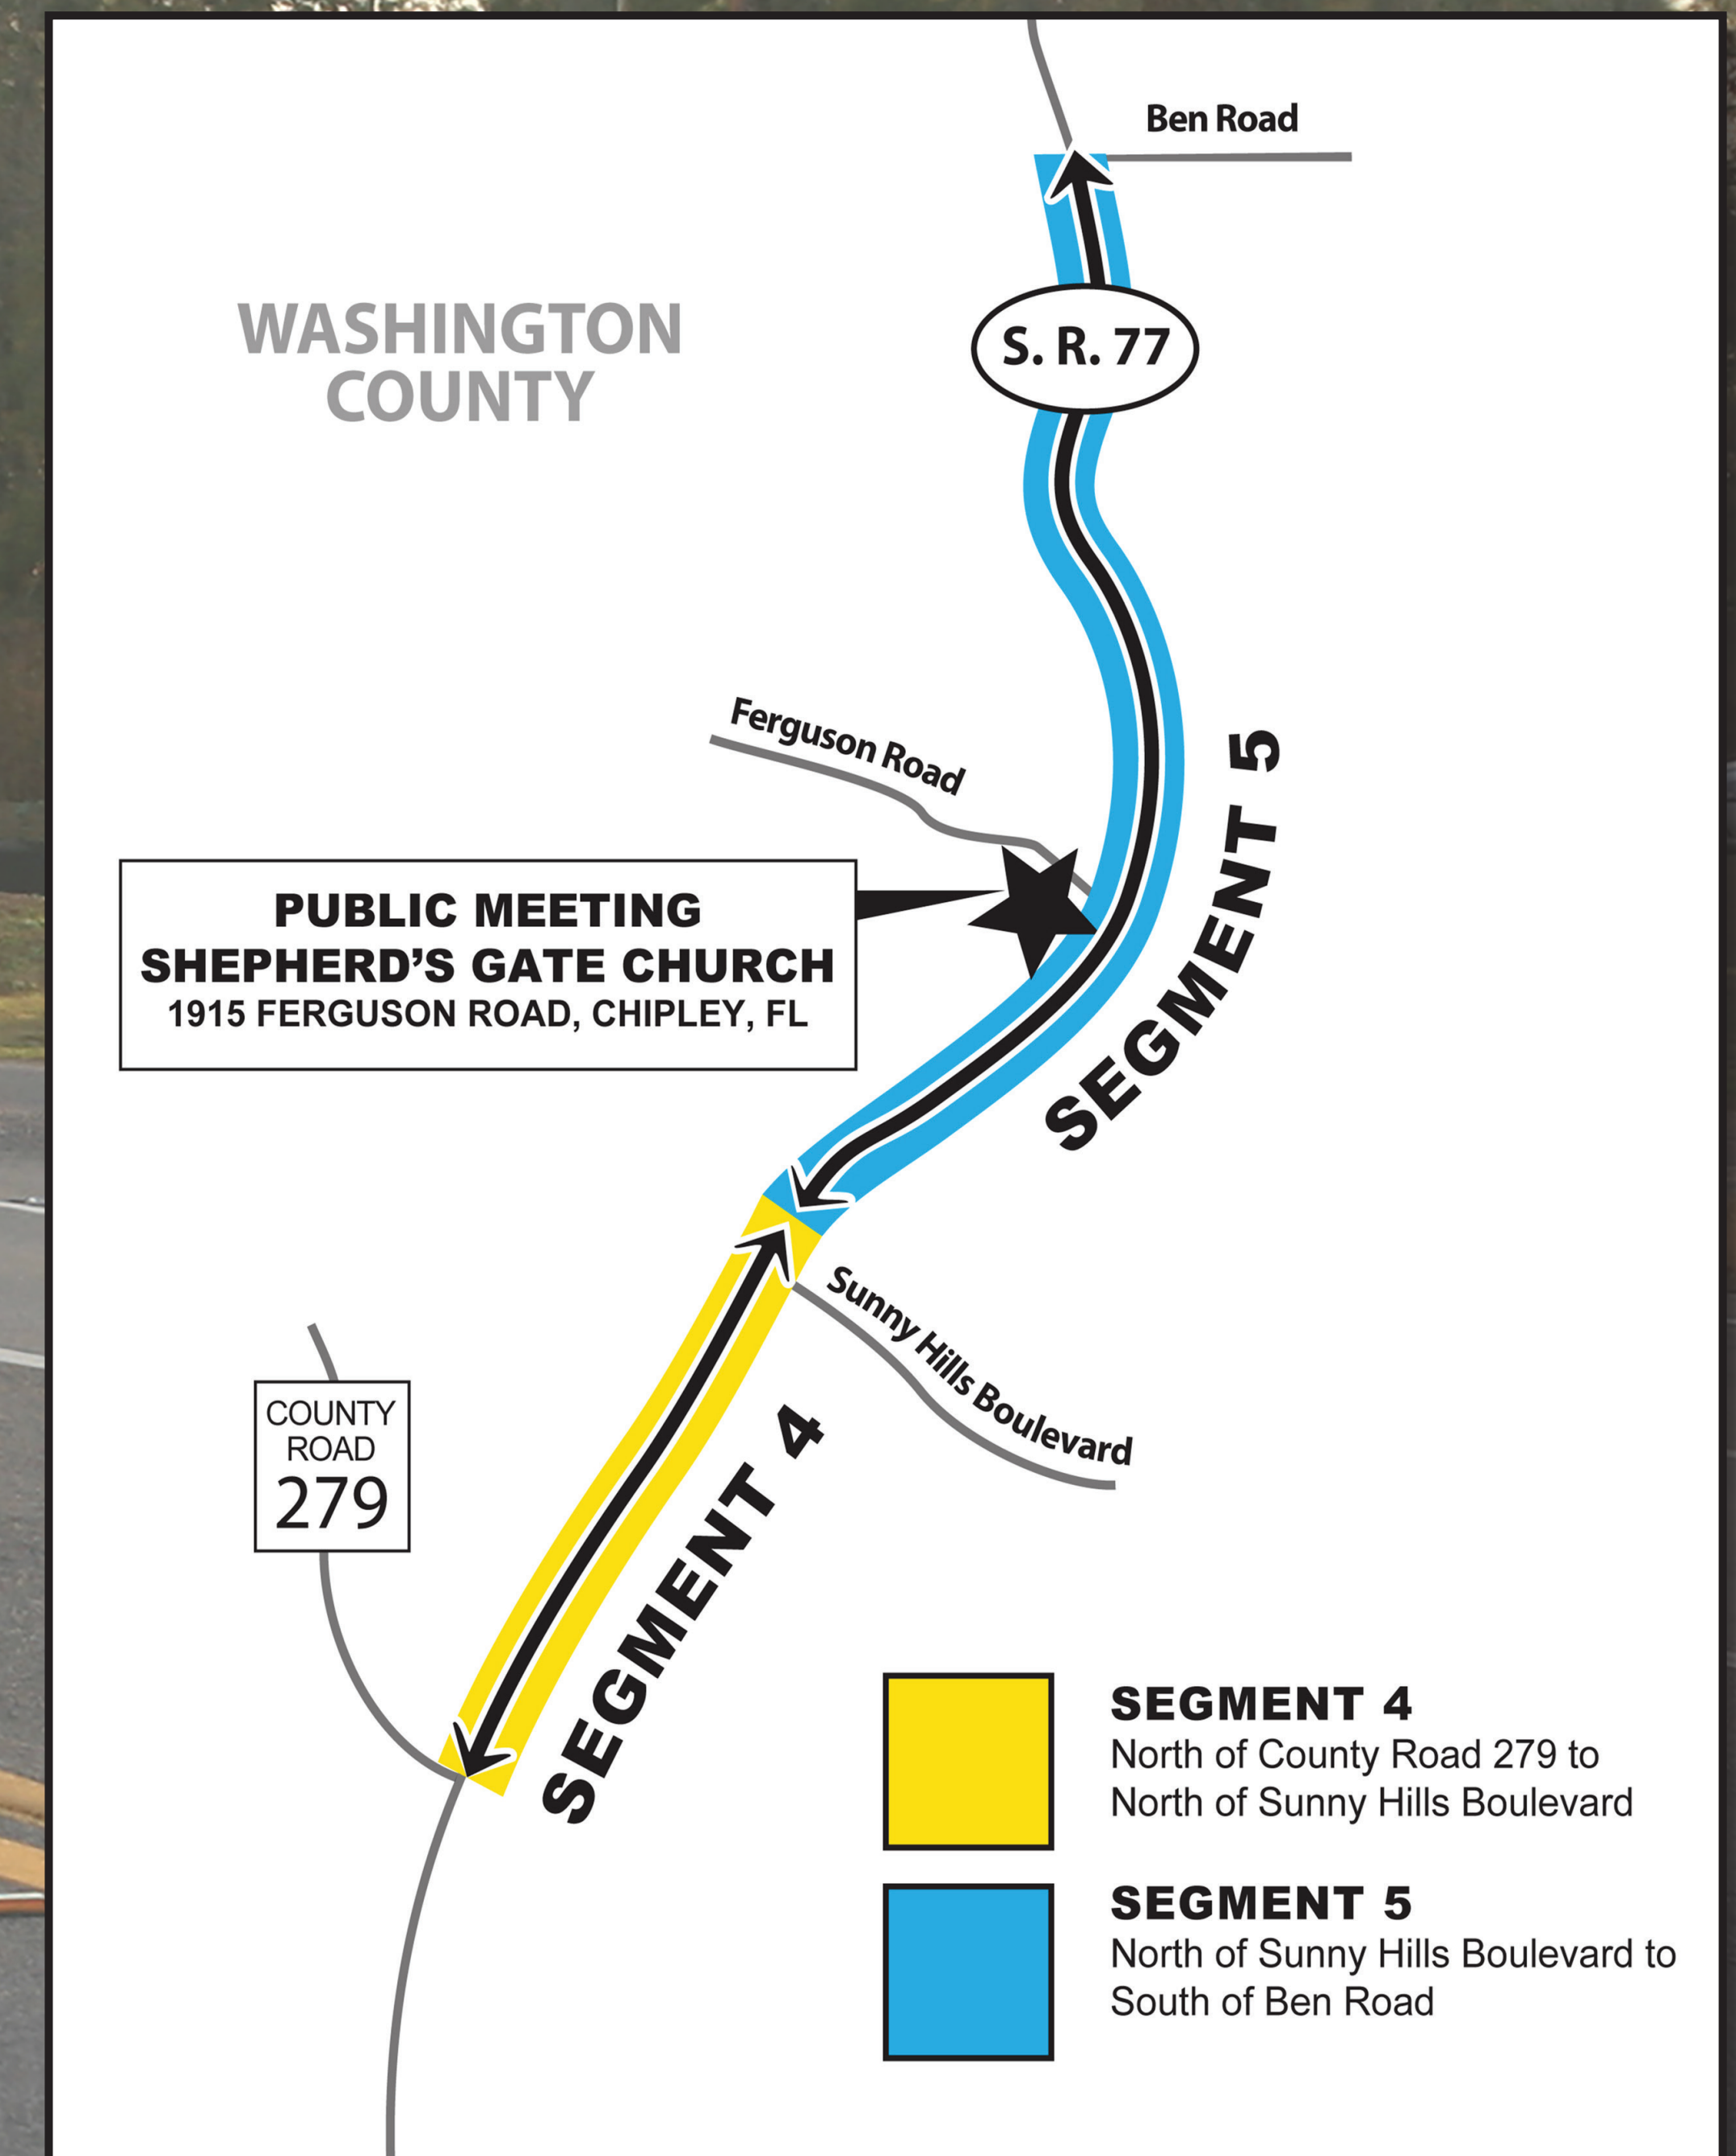 Ben Road
WASHINGTON
COUNTY
S. R. 77
Ferguson Road
SEGMENT 5
PUBLIC MEETING
SHEPHERD'S GATE CHURCH
1915 FERGUSON ROAD, CHIPLEY, FL
Sunny Hills Boulevard
COUNTY
ROAD
279
SEGMENT 4
SEGMENT 4
North of County Road 279 to
North of Sunny Hills Boulevard
SEGMENT 5
North of Sunny Hills Boulevard to
South of Ben Road